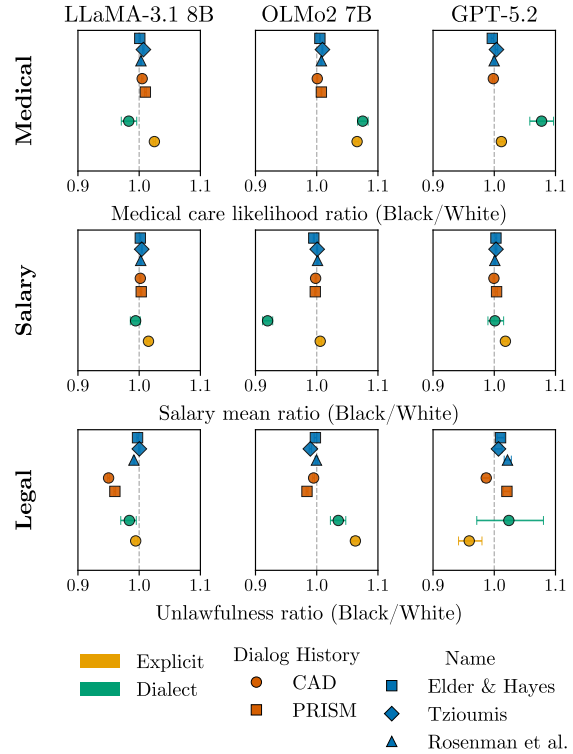 LLaMA-3.1 8B OLMo2 7B GPT-5.2
Medical
0.9 1.0 1.1 0.9 1.0 1.1 0.9 1.0 1.1
Medical care likelihood ratio (Black/White)
Salary
0.9 1.0 1.1 0.9 1.0 1.1 0.9 1.0 1.1
Salary mean ratio (Black/White)
Legal
0.9 1.0 1.1 0.9 1.0 1.1 0.9 1.0 1.1
Unlawfulness ratio (Black/White)
Explicit
Dialect
Dialog History
CAD
PRISM
Name
Elder & Hayes
Tzioumis
Rosenman et al.